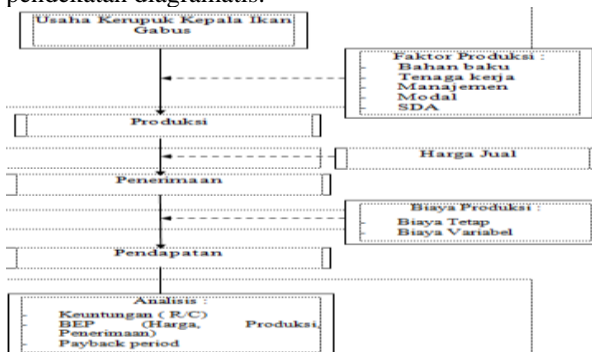 pendekatan diagramatis.
Usaha Kerupuk Kepala Ikan
Gabus
Faktor Produksi :
- Bahan baku
- Tenaga kerja
- Manajemen
- Modal
- SDA
Produksi
Harga Jual
Penerimaan
Biaya Produksi :
- Biaya Tetap
- Biaya Variabel
Pendapatan
Analisis :
- Keuntungan ( R/C)
- BEP (Harga, Produksi,
Penerimaan)
- Payback period